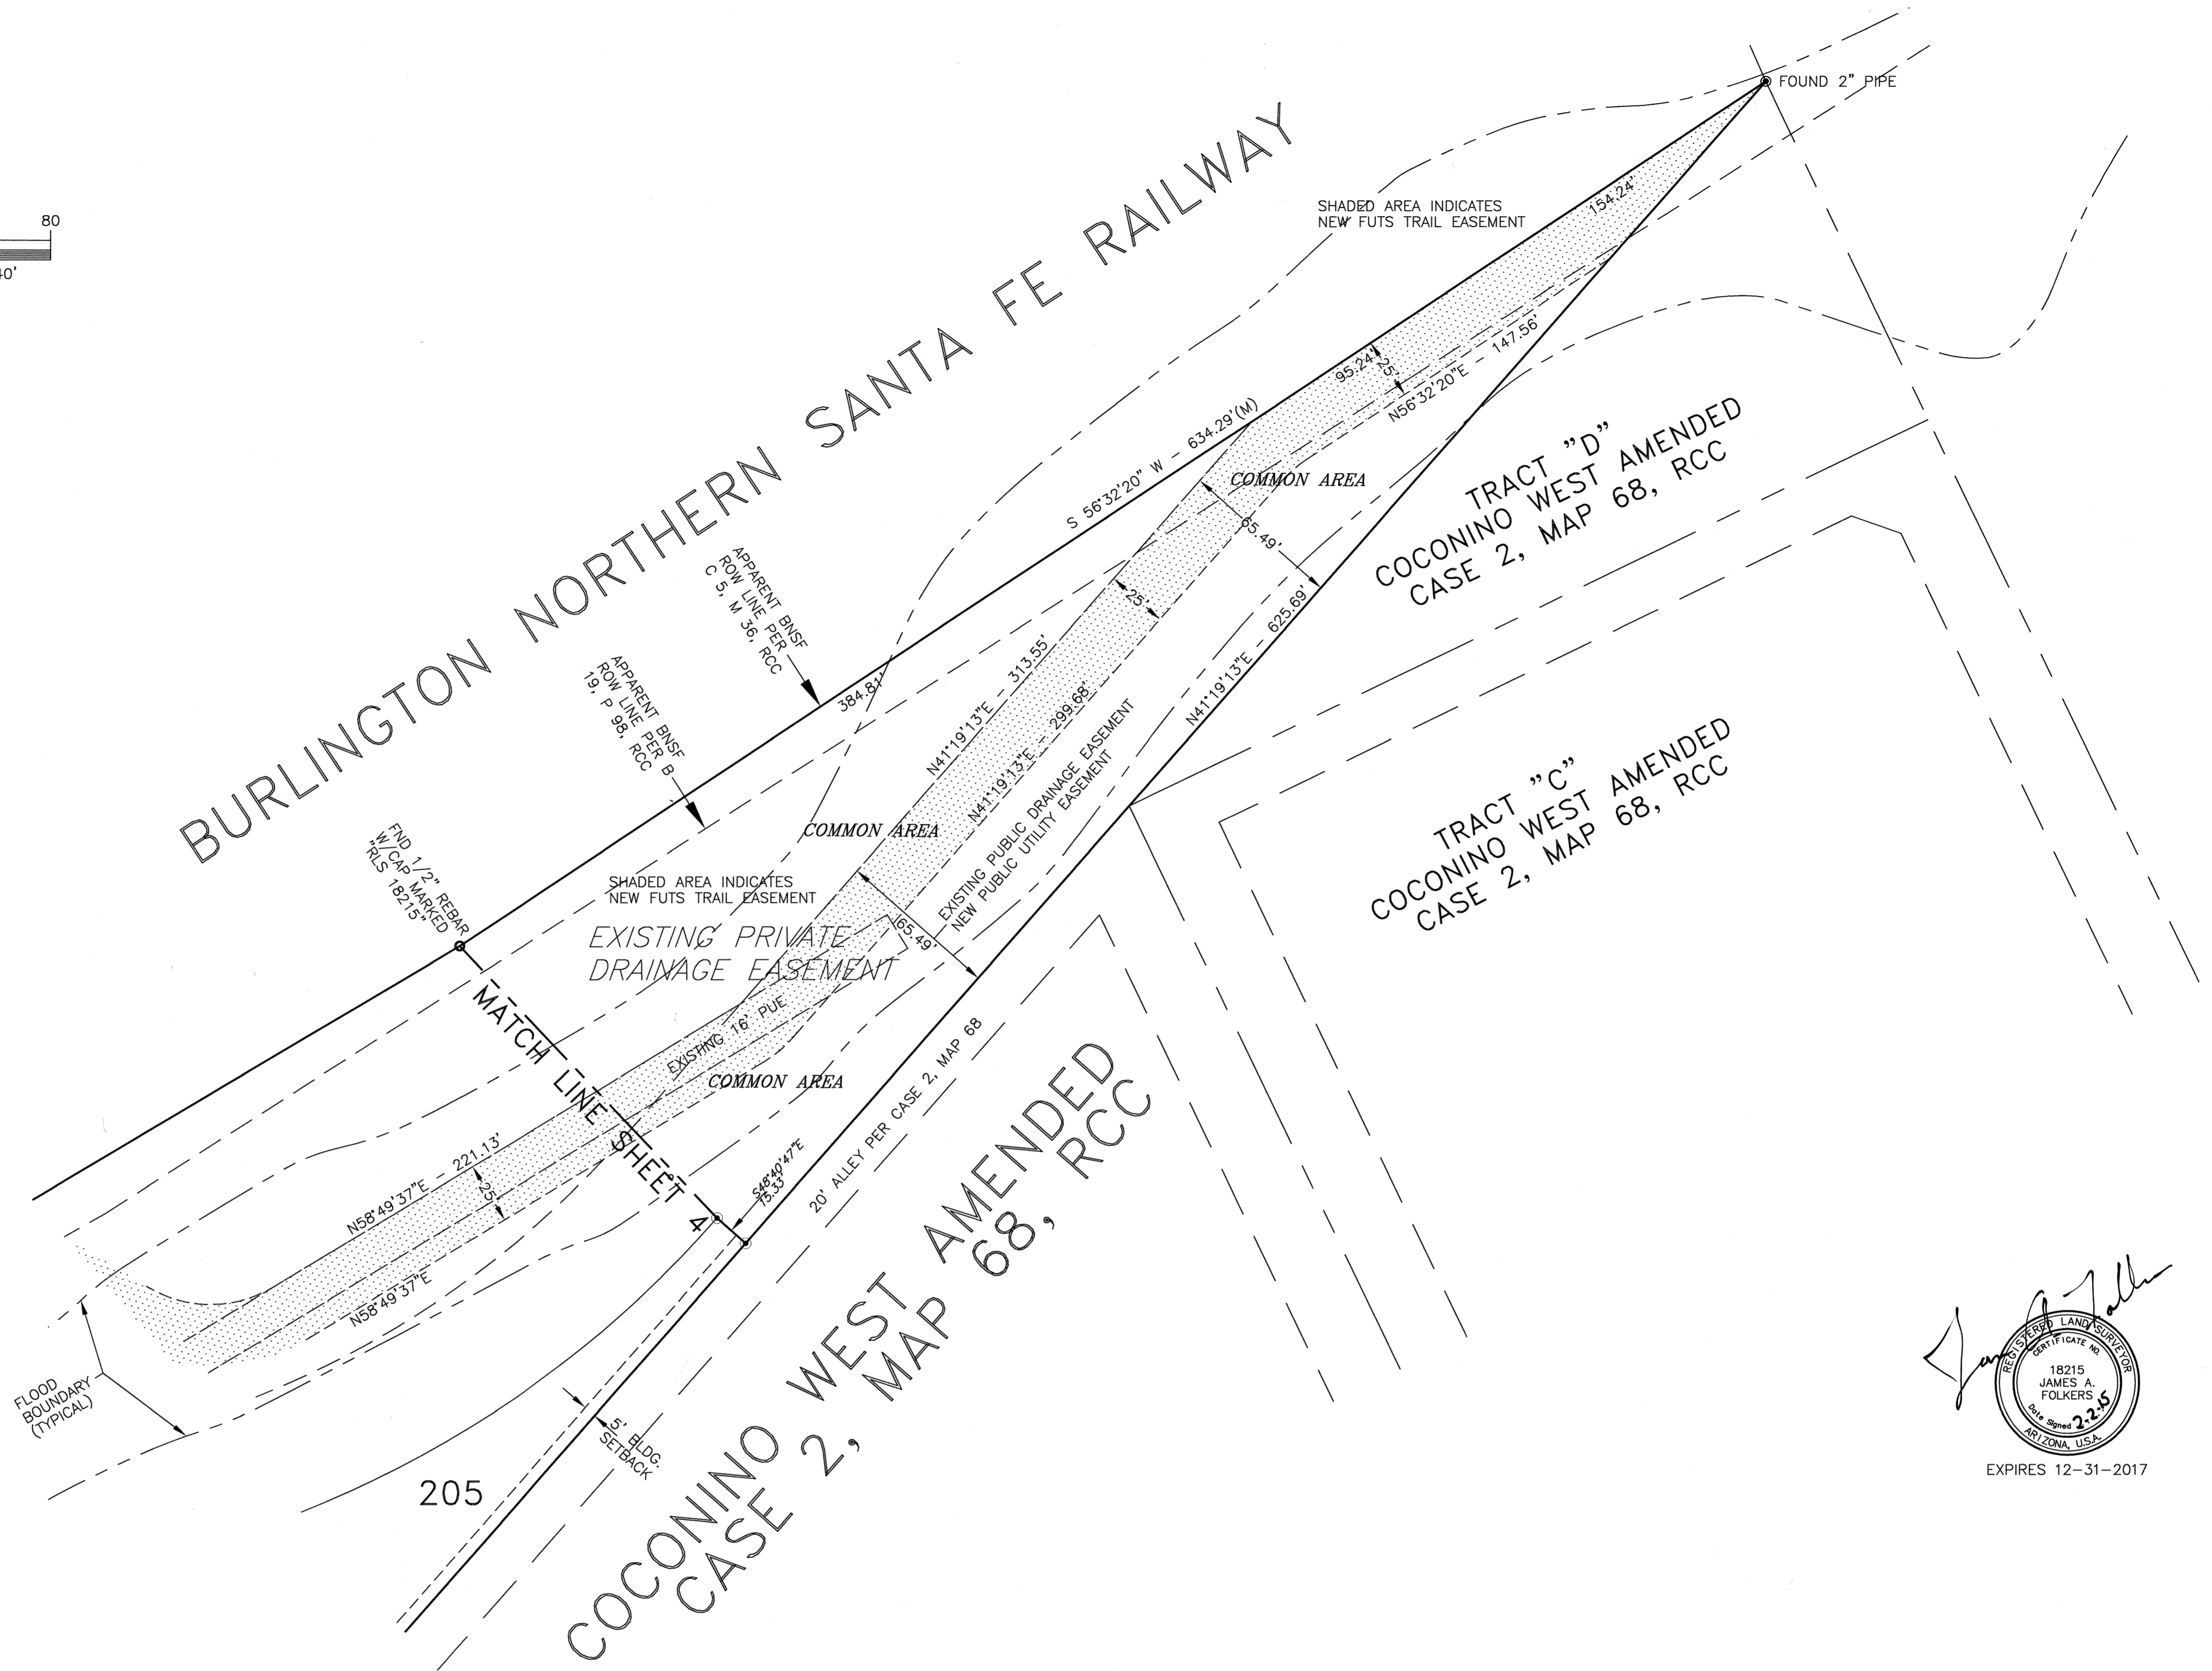 80
40'
FOUND 2" PIPE
BURLINGTON NORTHERN SANTA FE RAILWAY
SHADED AREA INDICATES
NEW FUTS TRAIL EASEMENT
154.24'
95.24'
25'
N56°32'20"E - 147.56'
S 56°32'20" W - 634.29'(M)
COMMON AREA
65.49'
TRACT "D"
COCONINO WEST AMENDED
CASE 2, MAP 68, RCC
APPARENT BNSF
ROW LINE PER
C 5, M 36, RCC
384.81'
APPARENT BNSF
ROW LINE PER B
19, P 98, RCC
25'
N41°19'13"E - 313.55'
N41°19'13"E - 299.68'
N41°19'13"E - 625.69'
EXISTING PUBLIC DRAINAGE EASEMENT
NEW PUBLIC UTILITY EASEMENT
TRACT "C"
COCONINO WEST AMENDED
CASE 2, MAP 68, RCC
COMMON AREA
FND 1/2" REBAR
W/CAP MARKED
"RLS 18215"
SHADED AREA INDICATES
NEW FUTS TRAIL EASEMENT
EXISTING PRIVATE
DRAINAGE EASEMENT
65.49'
MATCH LINE SHEET 4
EXISTING 16' PUE
COMMON AREA
20' ALLEY PER CASE 2, MAP 68
S48°40'47"E
15.33'
N58°49'37"E - 221.13'
25'
N58°49'37"E
FLOOD
BOUNDARY
(TYPICAL)
5' BLDG.
SETBACK
205
COCONINO WEST AMENDED
CASE 2, MAP 68, RCC
REGISTERED LAND SURVEYOR
CERTIFICATE NO.
18215
JAMES A.
FOLKERS
Date Signed 2-2-15
ARIZONA, U.S.A.
EXPIRES 12-31-2017